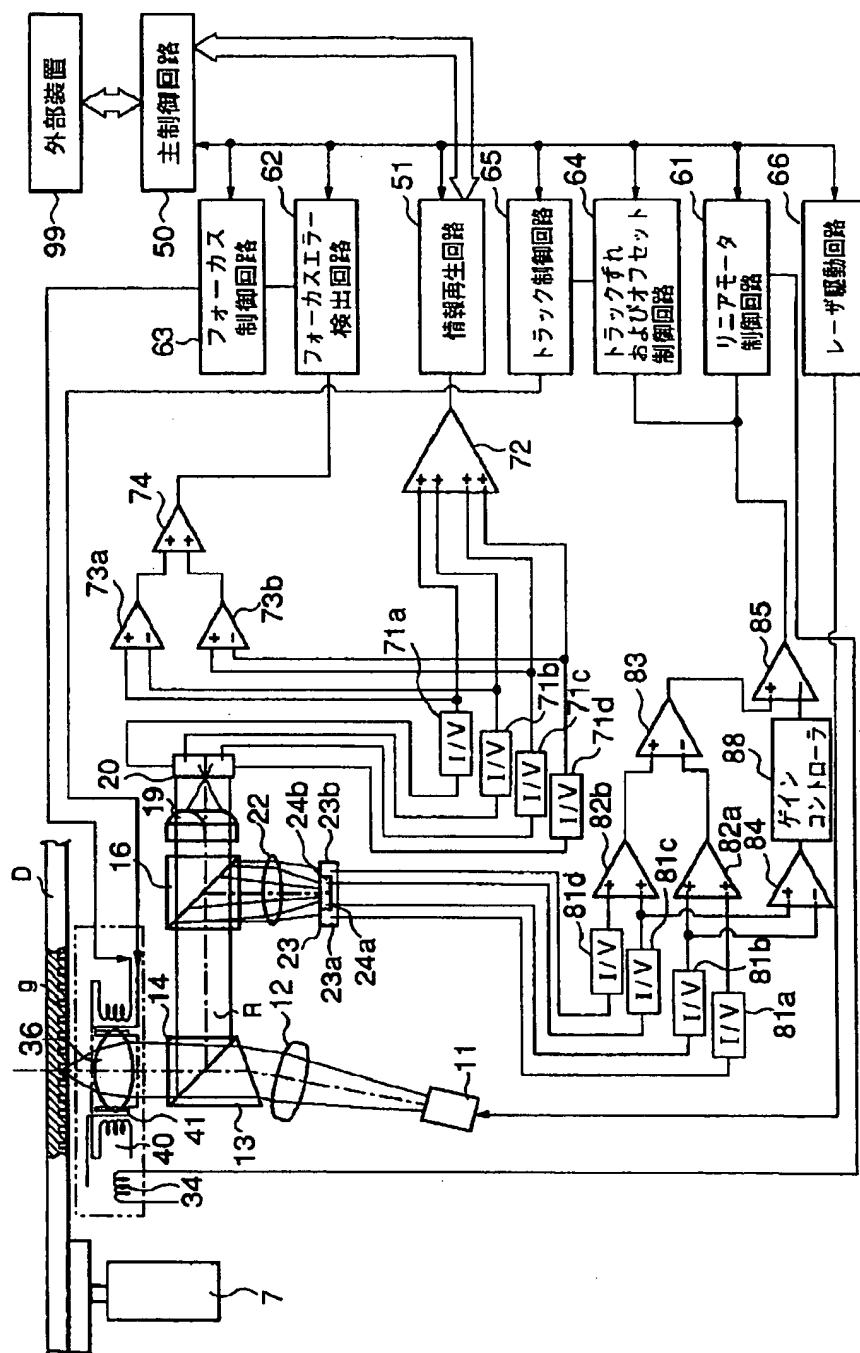 外部装置
99
主制御回路
50
フォーカス
制御回路
63
フォーカスエラー
検出回路
62
情報再生回路
51
トラック制御回路
65
トラックずれ
およびオフセット
制御回路
64
リニアモータ
制御回路
61
レーザ駆動回路
66
74
+
+
73a
+
-
73b
+
-
72
+
+
+
+
71a
I/V
71b
I/V
71c
I/V
71d
I/V
85
+
-
83
+
-
88
ゲイン
コントローラ
84
+
-
82b
+
+
82a
+
+
81d
I/V
81c
I/V
81b
I/V
81a
I/V
20
19
16
22
24b
23b
23
23a
24a
14
R
12
13
11
D
g
36
41
40
34
7